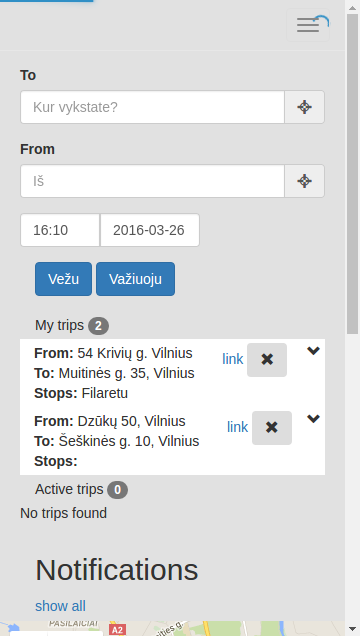 To
Kur vykstate?
From
Iš
16:10 2016-03-26
Vežu Važiuoju
My trips 2
From: 54 Krivių g. Vilnius link
To: Muitinės g. 35, Vilnius
Stops: Filaretu
From: Dzūkų 50, Vilnius link
To: Šeškinės g. 10, Vilnius
Stops:
Active trips 0
No trips found
Notifications
show all
PAŠILAIČIAI
A2